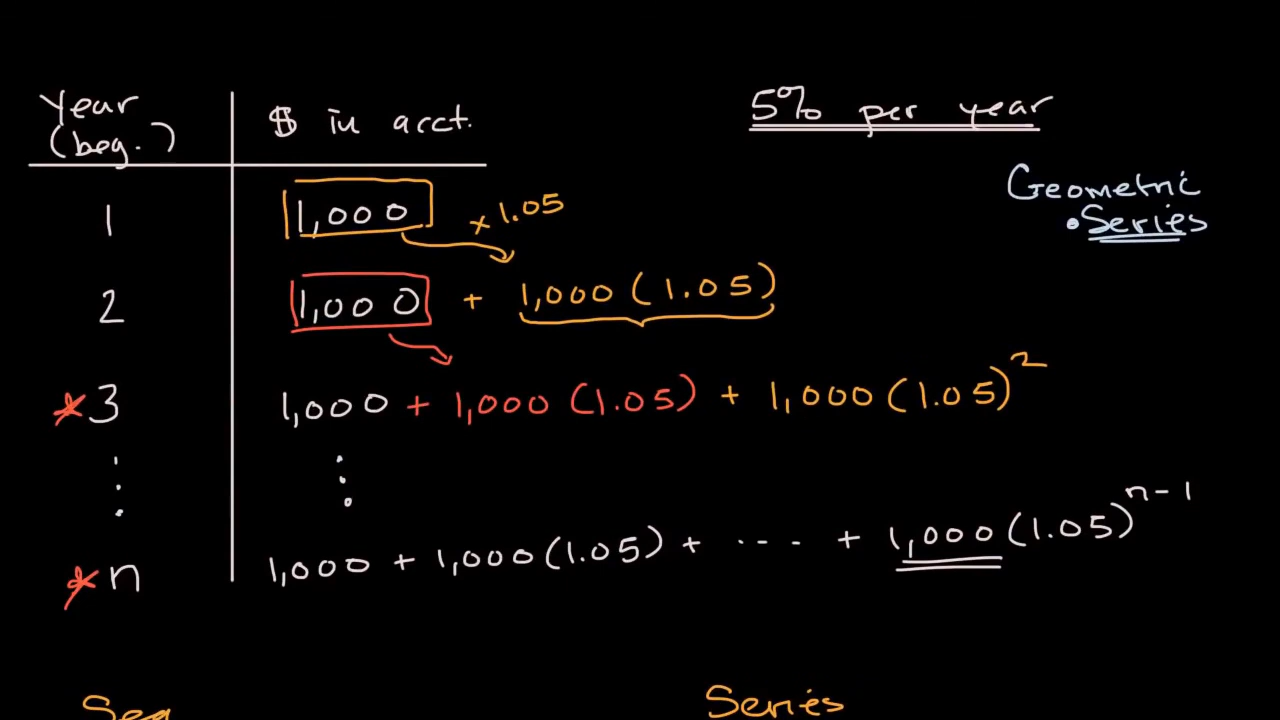 Year $ in acct. 5% per year
(beg.)
Geometric
• Series
1 1,000 × 1.05
2 1,000 + 1,000 (1.05)
* 3 1,000 + 1,000 (1.05) + 1,000 (1.05)^2
⋮ ⋮
* n 1,000 + 1,000 (1.05) + ... + 1,000 (1.05)^n-1
Seq Series